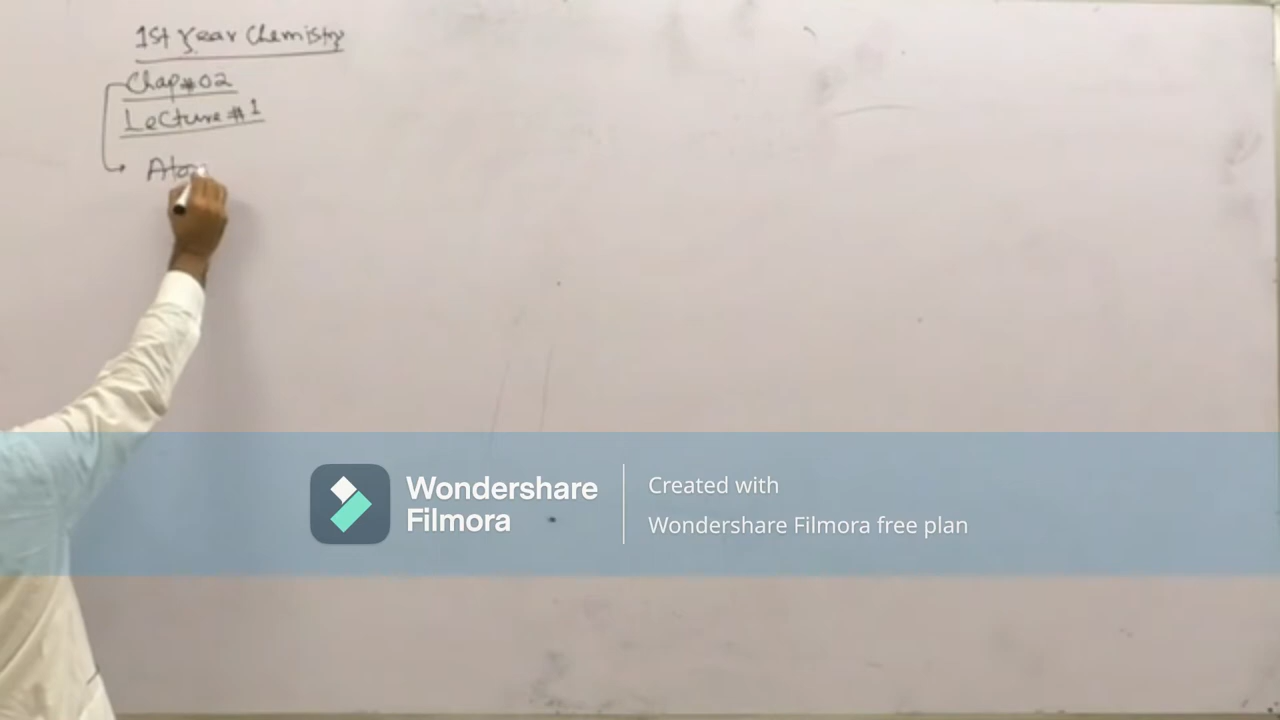 1st year Chemistry
Chap#02
Lecture #1
Ato
Wondershare
Filmora
Created with
Wondershare Filmora free plan